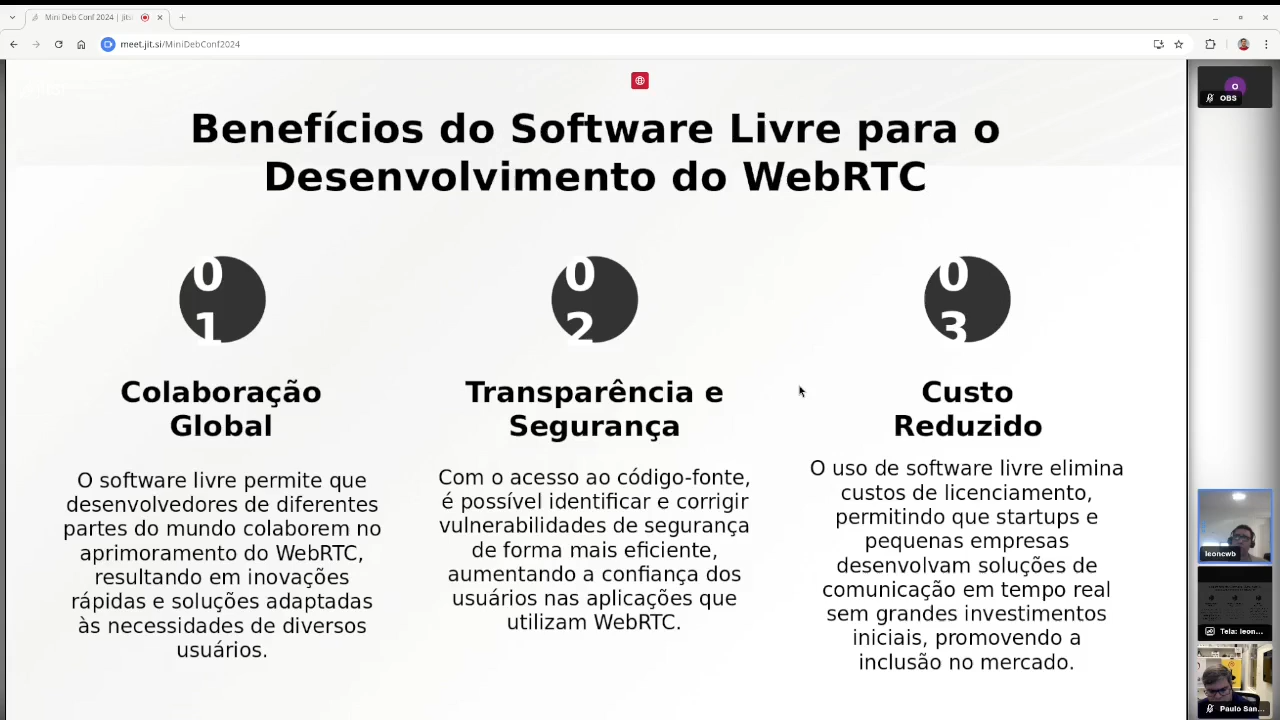 Mini Deb Conf 2024 | Jitsi
meet.jit.si/MiniDebConf2024
Benefícios do Software Livre para o
Desenvolvimento do WebRTC
01
02
03
Colaboração
Global
O software livre permite que
desenvolvedores de diferentes
partes do mundo colaborem no
aprimoramento do WebRTC,
resultando em inovações
rápidas e soluções adaptadas
às necessidades de diversos
usuários.
Transparência e
Segurança
Com o acesso ao código-fonte,
é possível identificar e corrigir
vulnerabilidades de segurança
de forma mais eficiente,
aumentando a confiança dos
usuários nas aplicações que
utilizam WebRTC.
Custo
Reduzido
O uso de software livre elimina
custos de licenciamento,
permitindo que startups e
pequenas empresas
desenvolvam soluções de
comunicação em tempo real
sem grandes investimentos
iniciais, promovendo a
inclusão no mercado.
O
OBS
leoncwb
Tela: leon...
Paulo San...